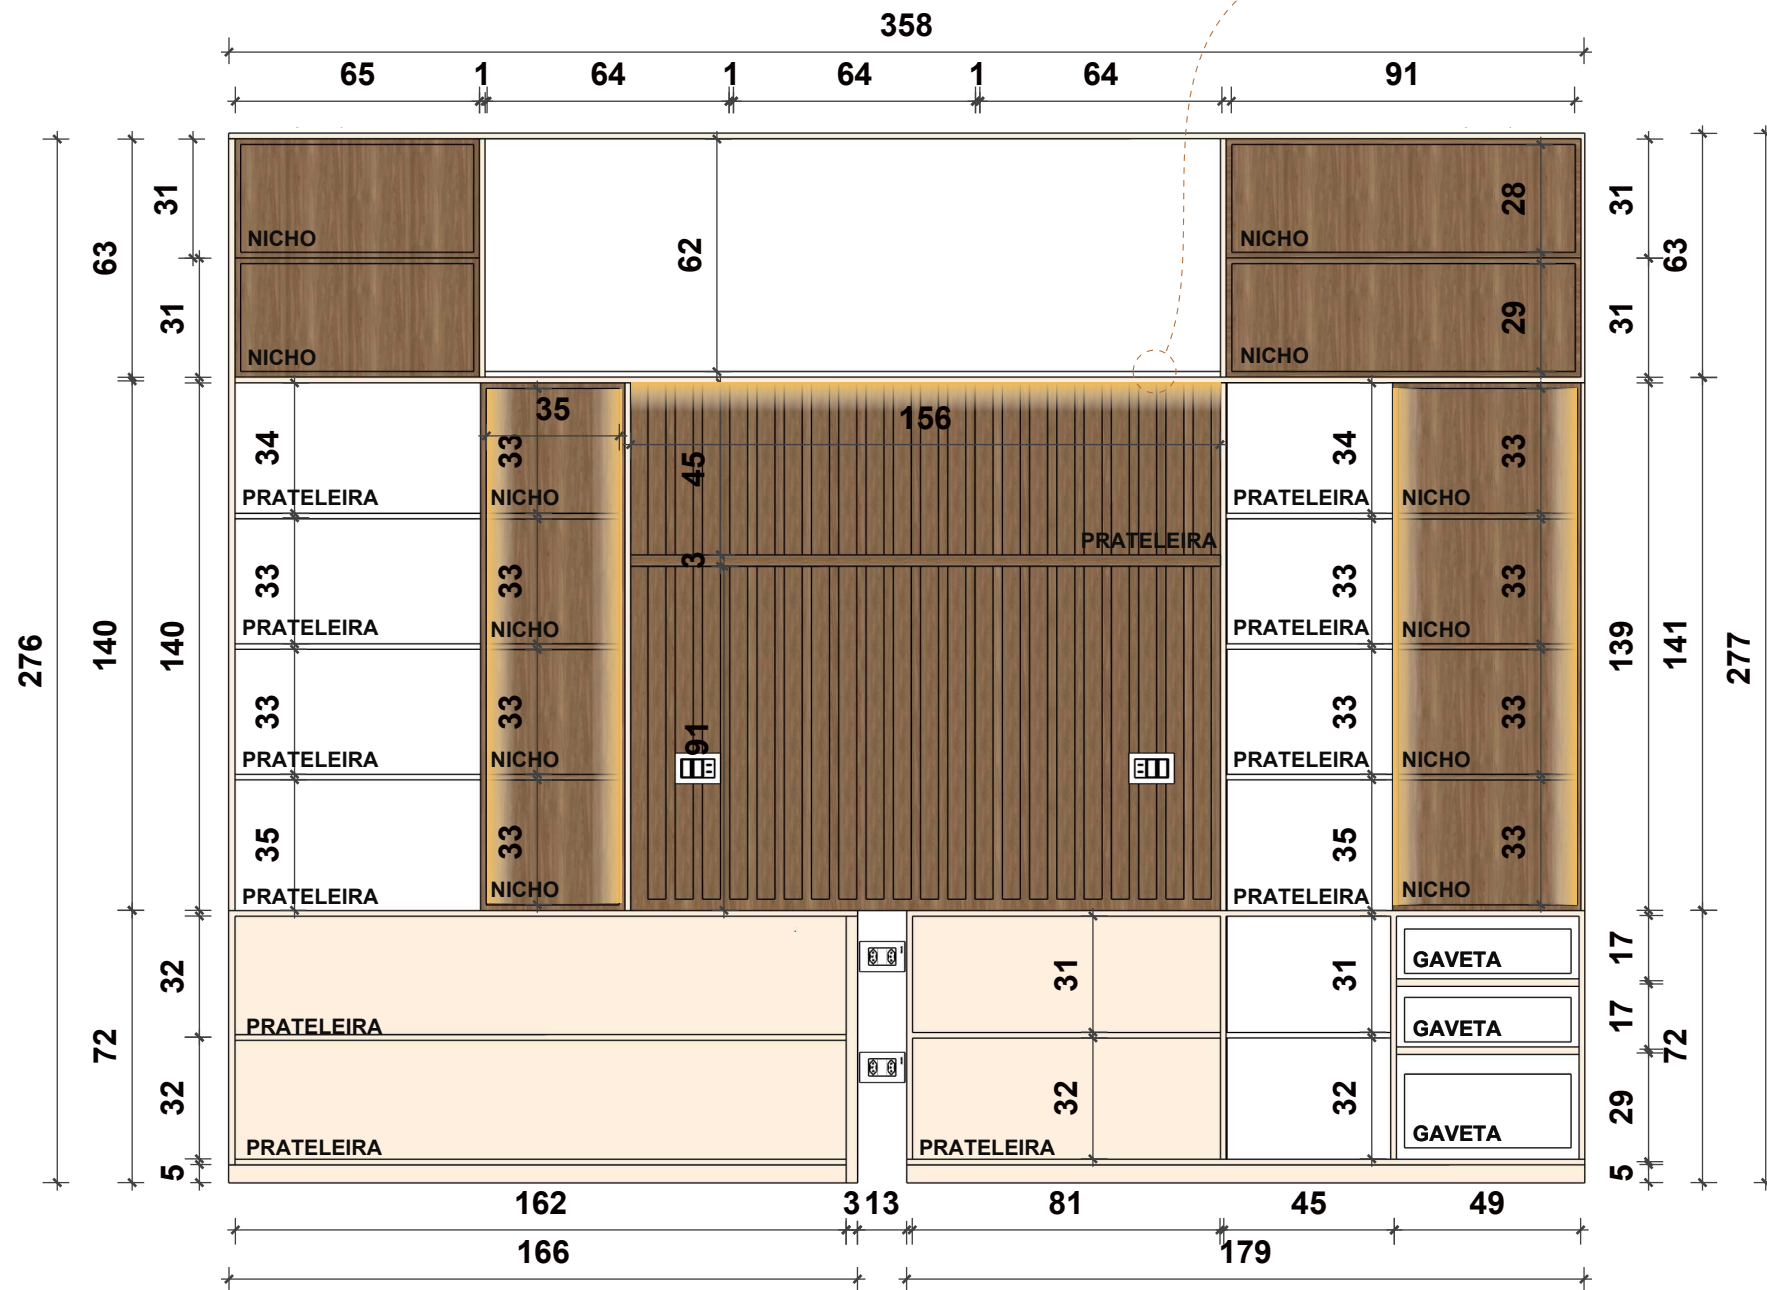 358
65 1 64 1 64 1 64 91
31 28 31
NICHO NICHO
63 62 63
31 29 31
NICHO NICHO
35 156
34 33 45 34 33
PRATELEIRA NICHO PRATELEIRA NICHO
PRATELEIRA
3
33 33 33 33
PRATELEIRA NICHO PRATELEIRA NICHO
276 140 140 139 141 277
33 33 91 33 33
PRATELEIRA NICHO PRATELEIRA NICHO
35 33 35 33
PRATELEIRA NICHO PRATELEIRA NICHO
32 31 31 GAVETA 17
PRATELEIRA GAVETA 17
72 72
32 32 32 29
PRATELEIRA PRATELEIRA GAVETA
5 5
162 3 13 81 45 49
166 179